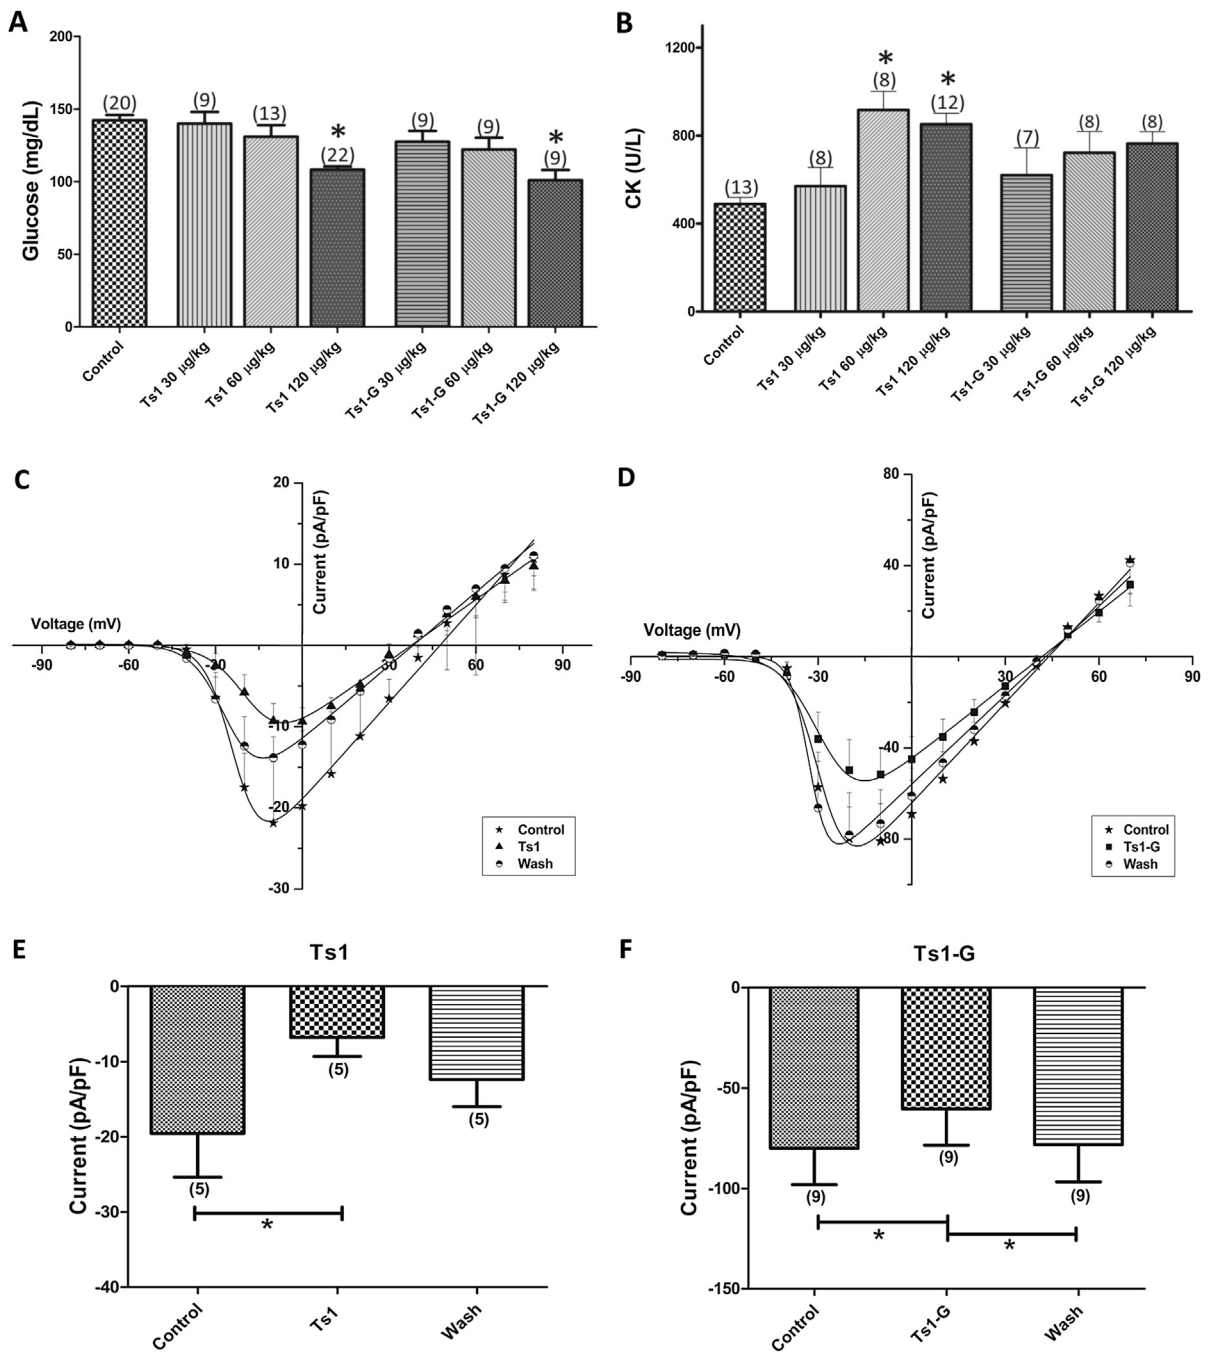 A
200
150
100
50
0
Glucose (mg/dL)
(20)
(9)
(13)
*
(22)
(9)
(9)
*
(9)
Control
Ts1 30 µg/kg
Ts1 60 µg/kg
Ts1 120 µg/kg
Ts1-G 30 µg/kg
Ts1-G 60 µg/kg
Ts1-G 120 µg/kg
B
1200
800
400
0
CK (U/L)
(13)
(8)
*
(8)
*
(12)
(7)
(8)
(8)
Control
Ts1 30 µg/kg
Ts1 60 µg/kg
Ts1 120 µg/kg
Ts1-G 30 µg/kg
Ts1-G 60 µg/kg
Ts1-G 120 µg/kg
C
20
10
-10
-20
-30
Current (pA/pF)
Voltage (mV)
-90
-60
-30
30
60
90
Control
Ts1
Wash
D
80
40
-40
-80
Current (pA/pF)
Voltage (mV)
-90
-60
-30
30
60
90
Control
Ts1-G
Wash
E
Ts1
0
-10
-20
-30
-40
Current (pA/pF)
(5)
(5)
(5)
*
Control
Ts1
Wash
F
Ts1-G
0
-50
-100
-150
Current (pA/pF)
(9)
(9)
(9)
*
*
Control
Ts1-G
Wash